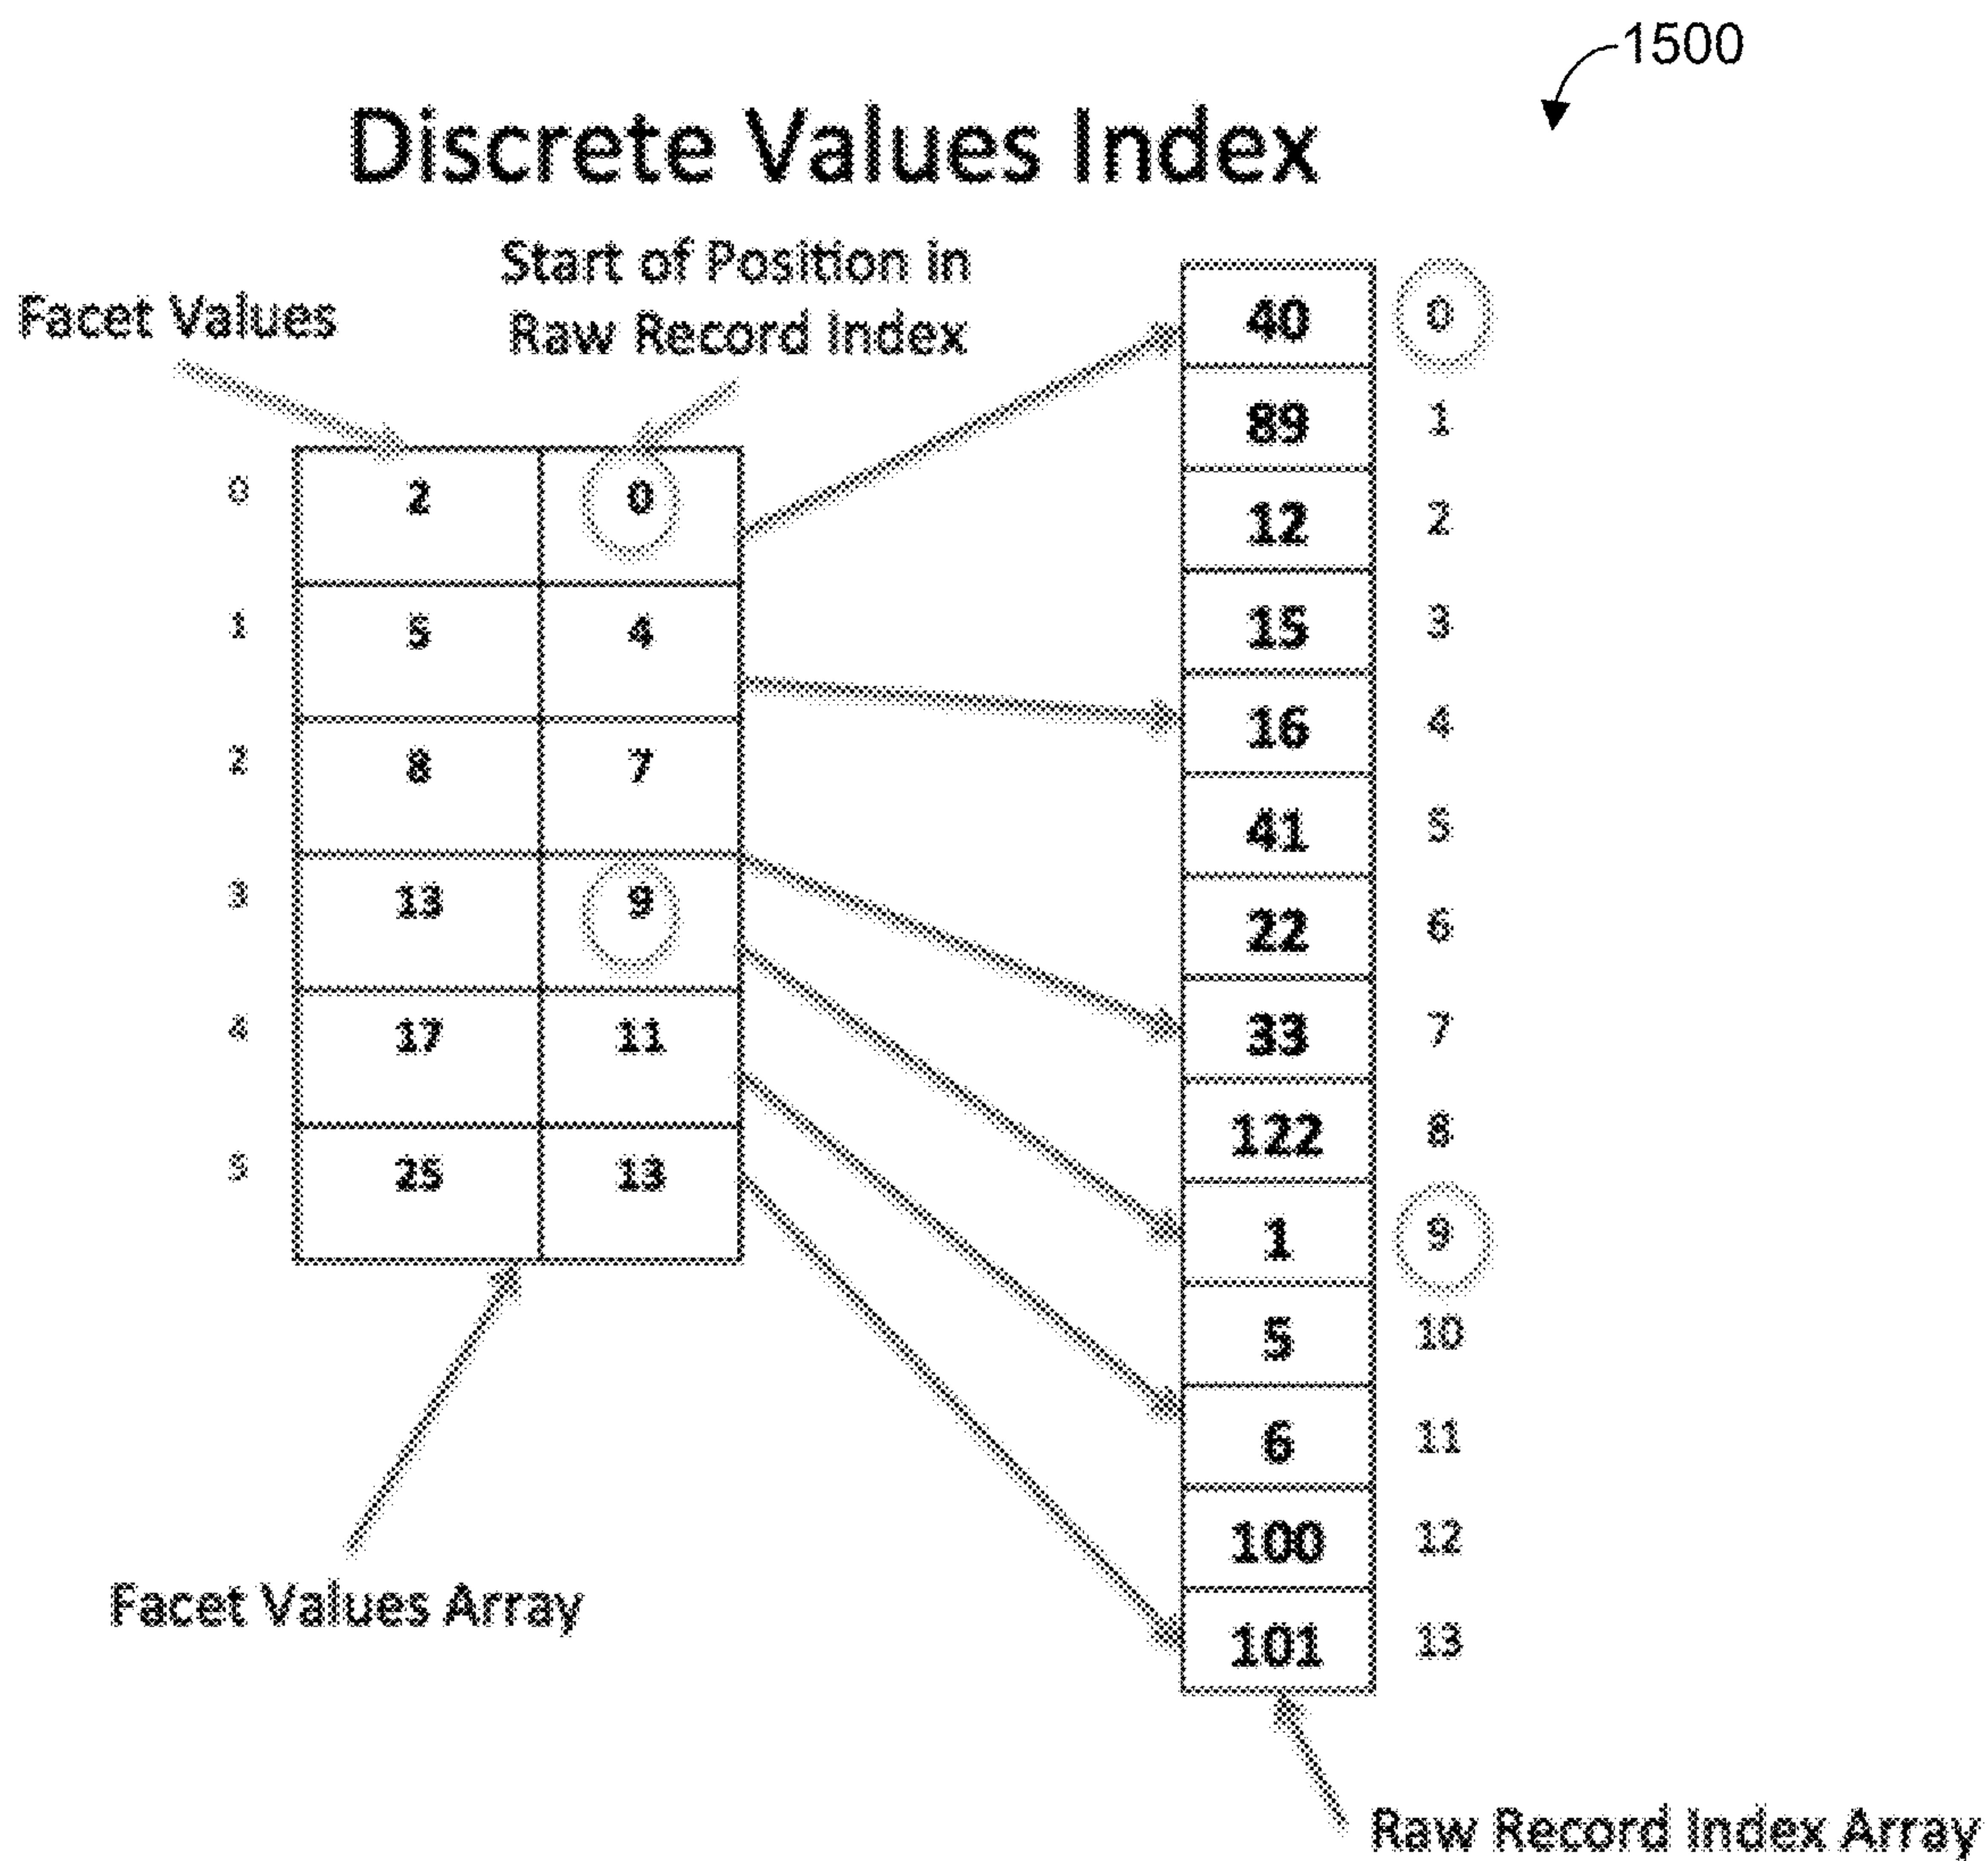 1500
Discrete Values Index
Start of Position in
Raw Record Index
Facet Values
40 0
89 1
12 2
15 3
16 4
41 5
22 6
33 7
122 8
1 9
5 10
6 11
100 12
101 13
0 2 0
1 5 4
2 8 7
3 13 9
4 17 11
5 25 13
Facet Values Array
Raw Record Index Array